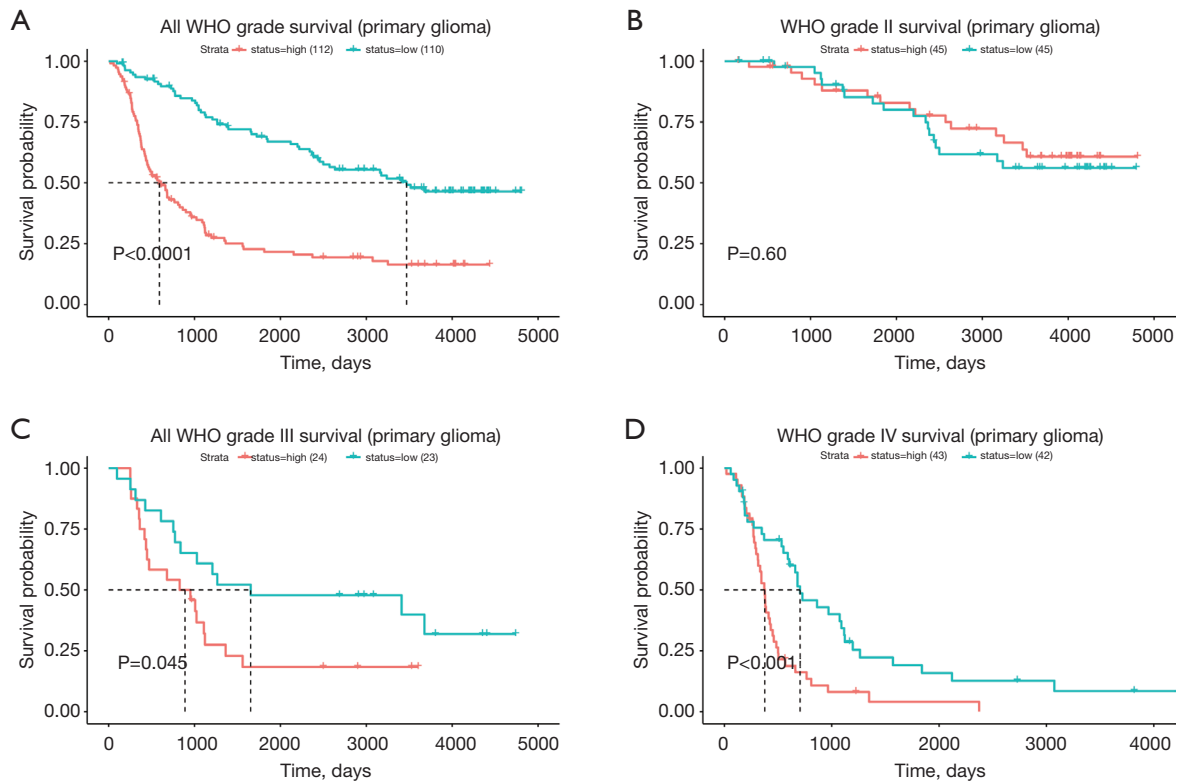 A
All WHO grade survival (primary glioma)
Strata status=high (112) status=low (110)
1.00
0.75
0.50
0.25
0.00
Survival probability
P<0.0001
0 1000 2000 3000 4000 5000
Time, days
B
WHO grade II survival (primary glioma)
Strata status=high (45) status=low (45)
1.00
0.75
0.50
0.25
0.00
Survival probability
P=0.60
0 1000 2000 3000 4000 5000
Time, days
C
All WHO grade III survival (primary glioma)
Strata status=high (24) status=low (23)
1.00
0.75
0.50
0.25
0.00
Survival probability
P=0.045
0 1000 2000 3000 4000 5000
Time, days
D
WHO grade IV survival (primary glioma)
Strata status=high (43) status=low (42)
1.00
0.75
0.50
0.25
0.00
Survival probability
P<0.001
0 1000 2000 3000 4000
Time, days